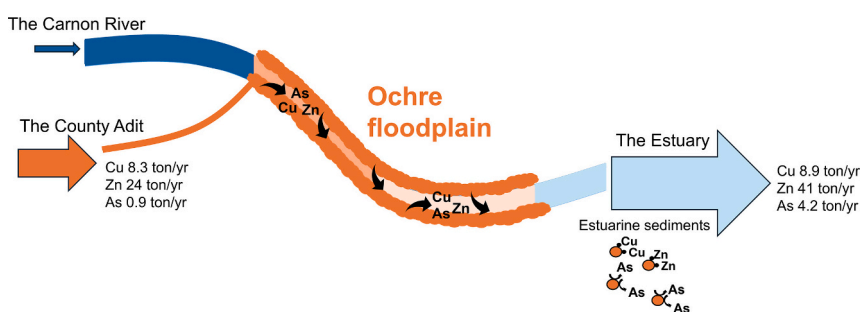 The Carnon River
The County Adit
Cu 8.3 ton/yr
Zn 24 ton/yr
As 0.9 ton/yr
As
Cu Zn
Ochre
floodplain
Cu
Zn
As
The Estuary
Cu 8.9 ton/yr
Zn 41 ton/yr
As 4.2 ton/yr
Estuarine sediments
Cu
Cu
Zn
Zn
As
As
As
As